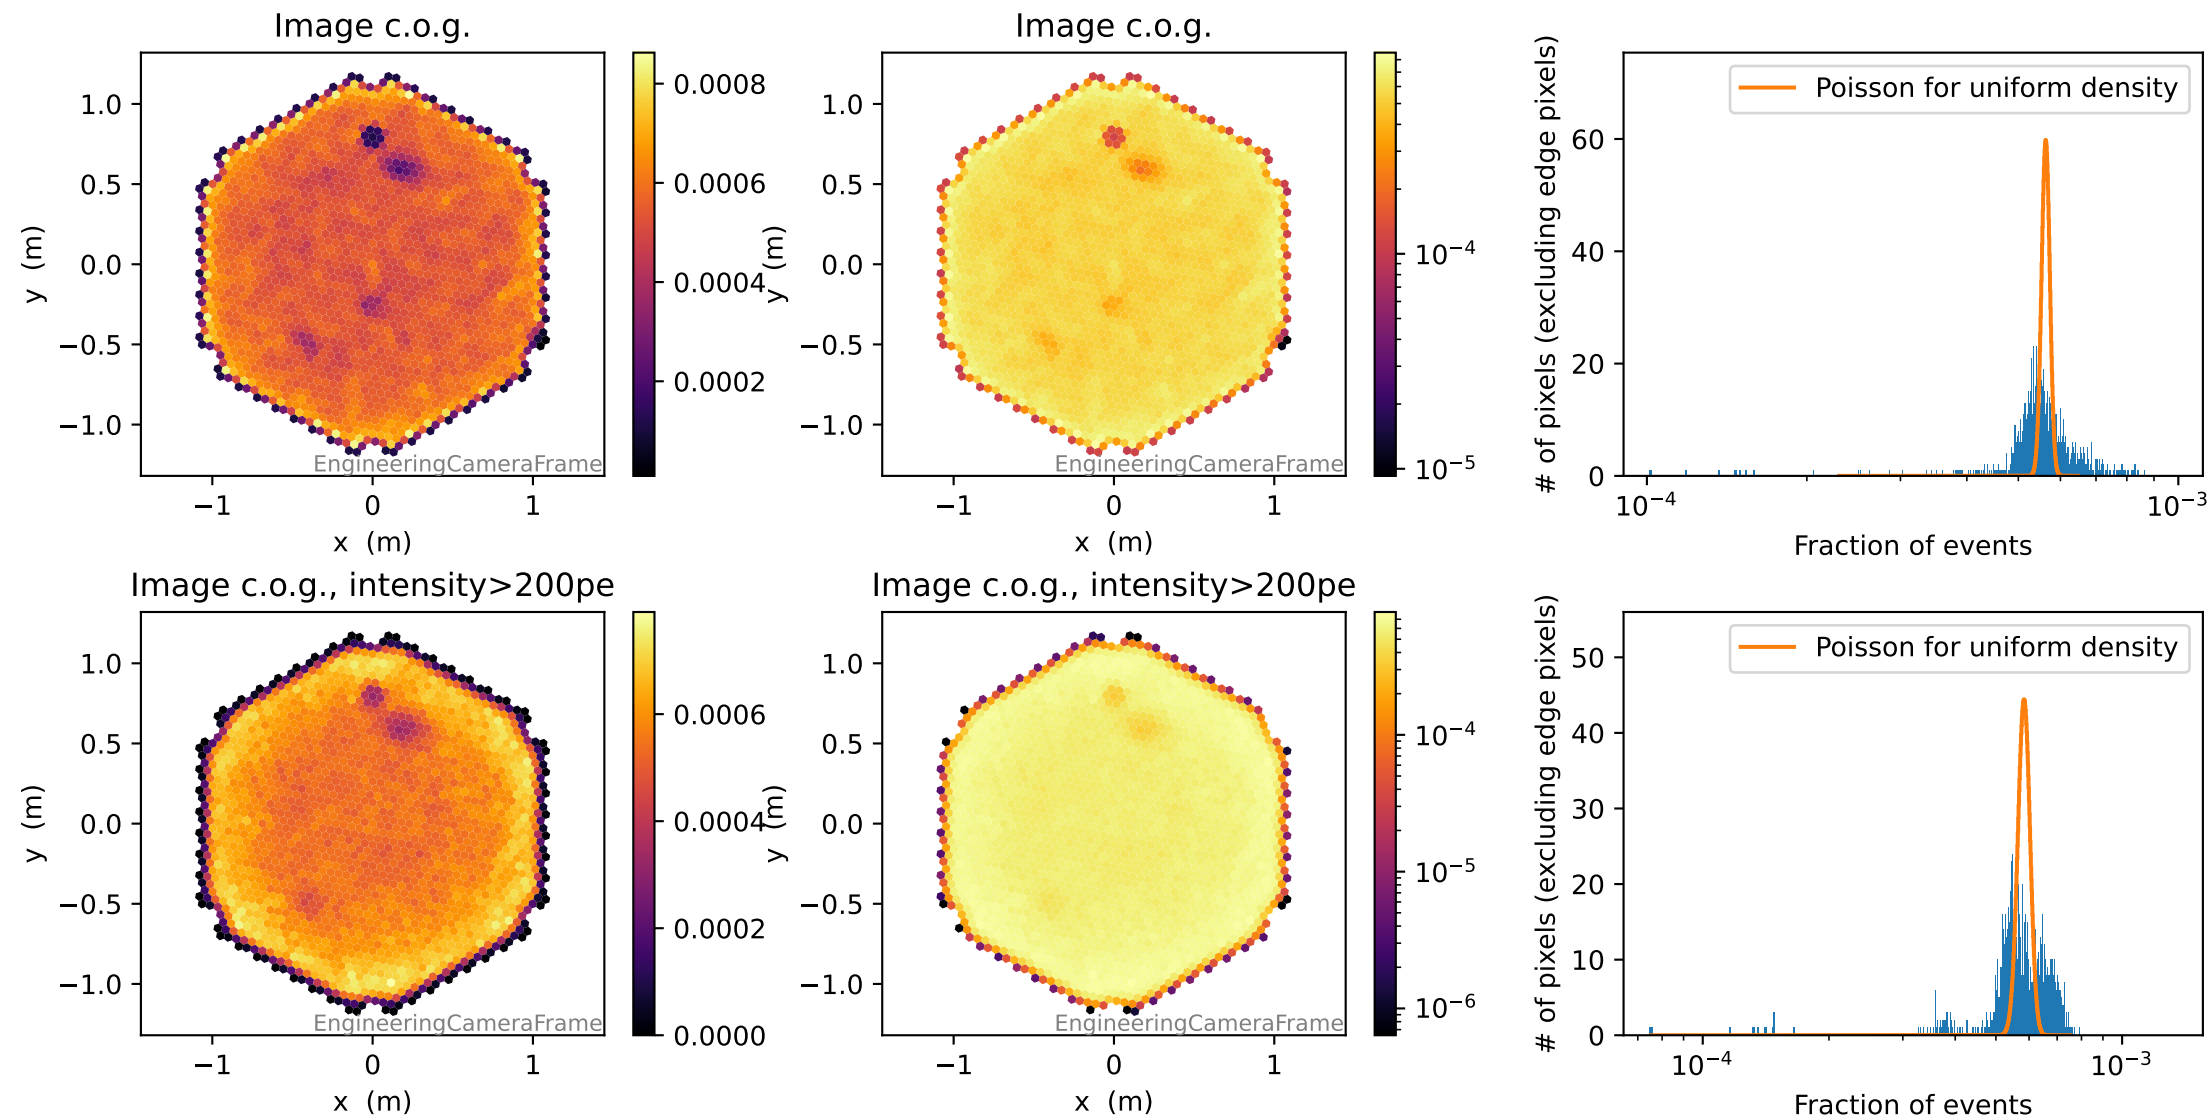 Image c.o.g.
1.0
0.5
0.0
−0.5
−1.0
y (m)
−1
0
1
x (m)
EngineeringCameraFrame
0.0008
0.0006
0.0004
0.0002
Image c.o.g.
1.0
0.5
0.0
−0.5
−1.0
y (m)
−1
0
1
x (m)
EngineeringCameraFrame
10⁻⁴
10⁻⁵
# of pixels (excluding edge pixels)
60
40
20
0
Poisson for uniform density
10⁻⁴
10⁻³
Fraction of events
Image c.o.g., intensity>200pe
1.0
0.5
0.0
−0.5
−1.0
y (m)
−1
0
1
x (m)
EngineeringCameraFrame
0.0006
0.0004
0.0002
0.0000
Image c.o.g., intensity>200pe
1.0
0.5
0.0
−0.5
−1.0
y (m)
−1
0
1
x (m)
EngineeringCameraFrame
10⁻⁴
10⁻⁵
10⁻⁶
# of pixels (excluding edge pixels)
50
40
30
20
10
0
Poisson for uniform density
10⁻⁴
10⁻³
Fraction of events